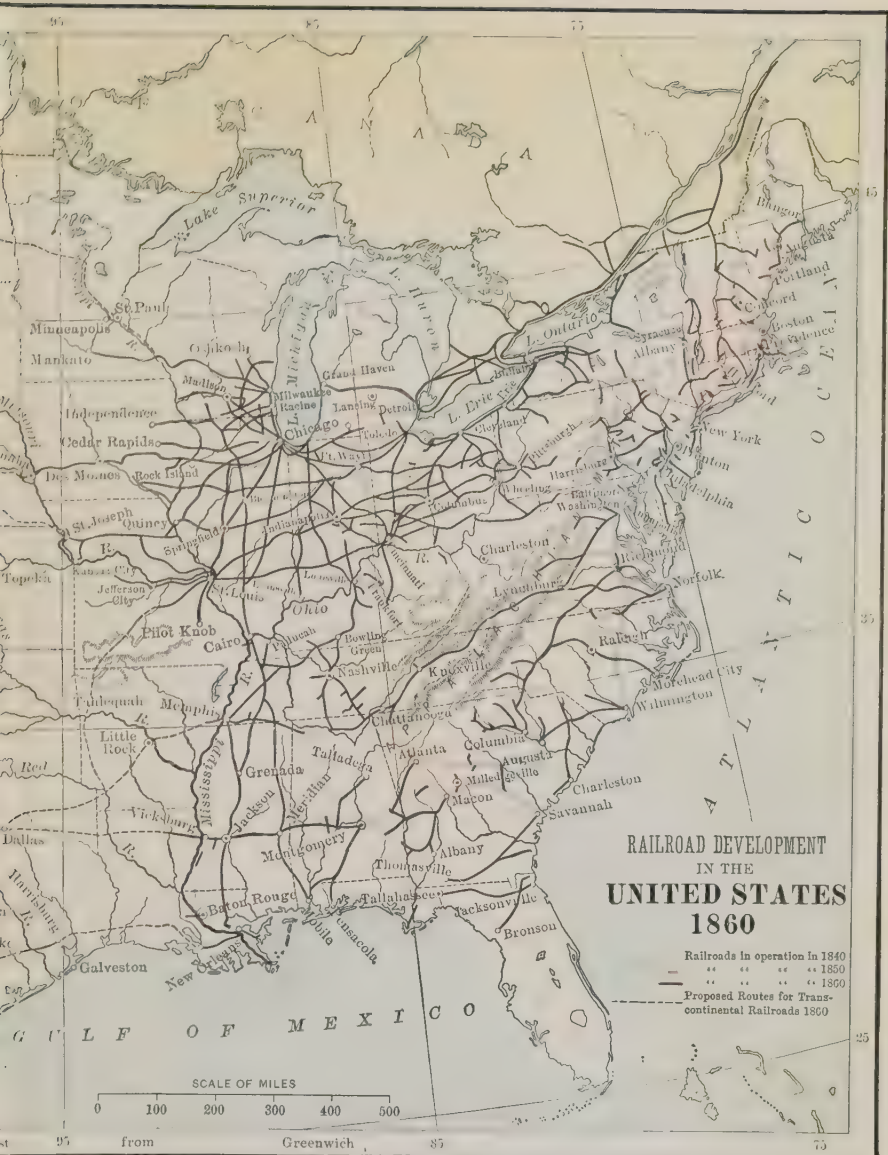 95
85
75
C A N A D A
45
Lake Superior
Bangor
Augusta
Portland
L. Huron
Michigan
St. Paul
Minneapolis
R.
Concord
L. Ontario
Mankato
Syracuse
Albany
Boston
Buffalo
Grand Haven
Madison
Milwaukee
Racine
Lansing
Detroit
L. Erie
Erie
Independence
Chicago
Toledo
Cleveland
New York
Cedar Rapids
Pittsburgh
Ft. Wayne
Trenton
Des Moines
Rock Island
Harrisburg
Philadelphia
Wheeling
Baltimore
Columbus
Washington
Indianapolis
St. Joseph
Quincy
Springfield
Annapolis
R.
Cincinnati
R.
Charleston
Richmond
Topeka
Kansas City
Jefferson
City
St. Louis
Louisville
Frankfort
Lynchburg
Norfolk
Ohio
35
Pilot Knob
Cairo
Paducah
Bowling
Green
Raleigh
R.
Nashville
Knoxville
Morehead City
Tahlequah
Memphis
Wilmington
R.
Chattanooga
Little
Rock
Columbia
Atlanta
Augusta
Talladega
Red
Grenada
Milledgeville
Charleston
Mississippi
Jackson
Meridian
Macon
Savannah
Vicksburg
Dallas
Montgomery
Albany
R.
Thomasville
Harrisburg
R.
Baton Rouge
Tallahassee
Jacksonville
Mobile
Pensacola
Bronson
New Orleans
Galveston
ATLANTIC OCEAN
GULF OF MEXICO
25
RAILROAD DEVELOPMENT
IN THE
UNITED STATES
1860
Railroads in operation in 1840
“ “ “ “ 1850
“ “ “ “ 1860
Proposed Routes for Trans-
continental Railroads 1860
SCALE OF MILES
0 100 200 300 400 500
95 from Greenwich 85 75